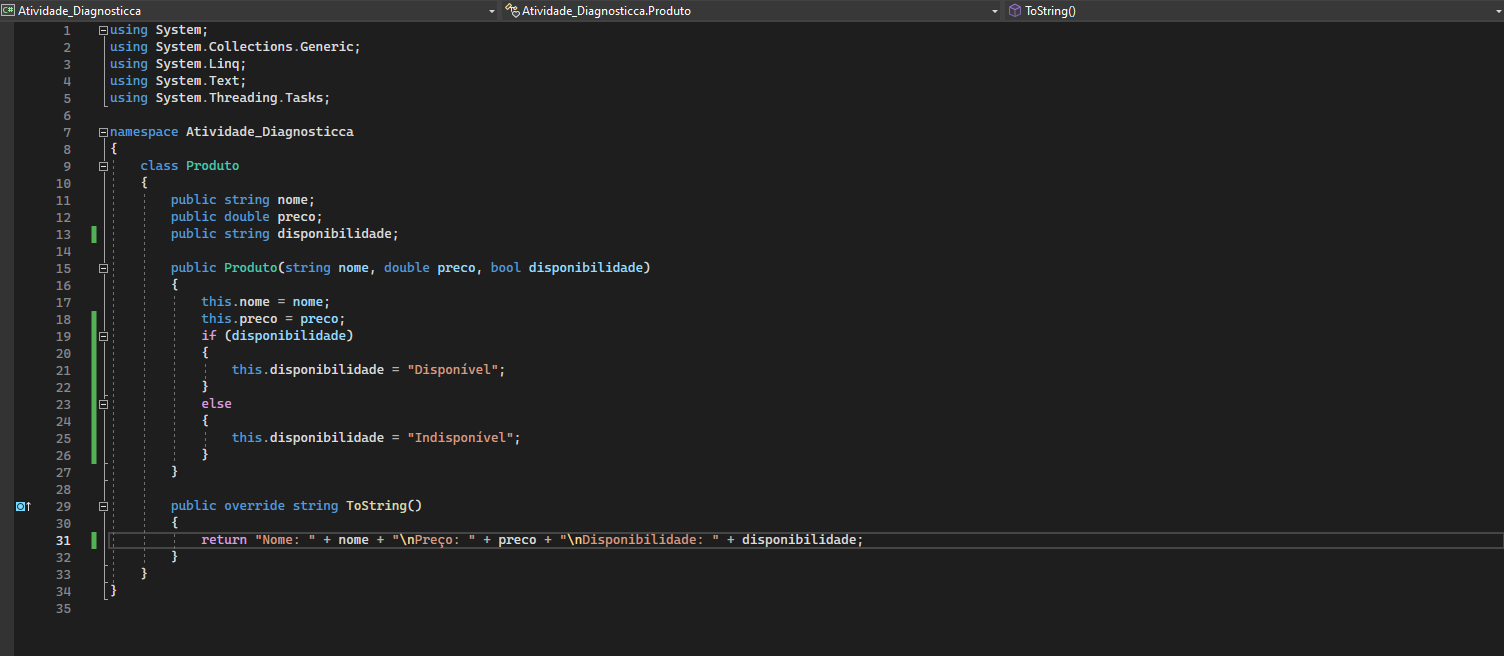 C# Atividade_Diagnosticca Atividade_Diagnosticca.Produto ToString()
1 using System;
2 using System.Collections.Generic;
3 using System.Linq;
4 using System.Text;
5 using System.Threading.Tasks;
6
7 namespace Atividade_Diagnosticca
8 {
9 class Produto
10 {
11 public string nome;
12 public double preco;
13 public string disponibilidade;
14
15 public Produto(string nome, double preco, bool disponibilidade)
16 {
17 this.nome = nome;
18 this.preco = preco;
19 if (disponibilidade)
20 {
21 this.disponibilidade = "Disponível";
22 }
23 else
24 {
25 this.disponibilidade = "Indisponível";
26 }
27 }
28
29 public override string ToString()
30 {
31 return "Nome: " + nome + "\nPreço: " + preco + "\nDisponibilidade: " + disponibilidade;
32 }
33 }
34 }
35